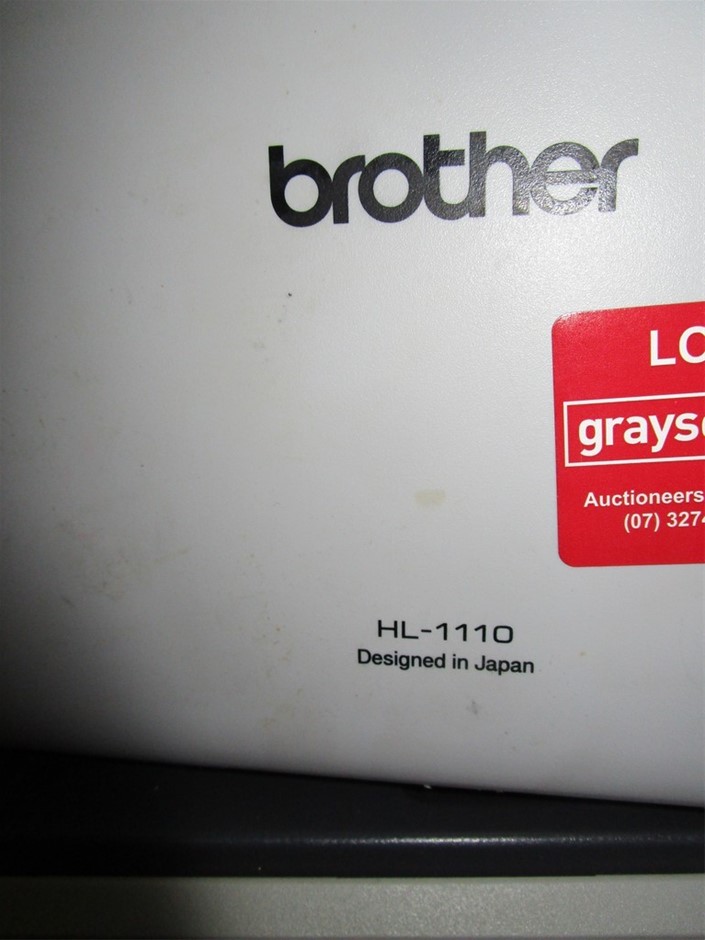 brother
LO
grays
Auctioneers
(07) 327
HL-1110
Designed in Japan